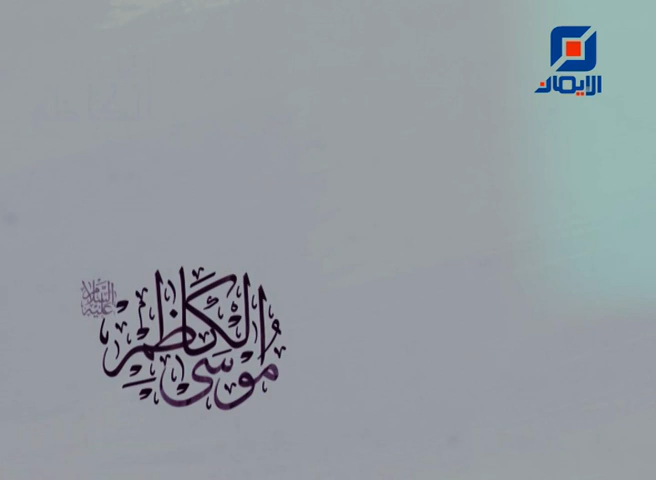 الإيمان
موسى الكاظم
عليه السلام